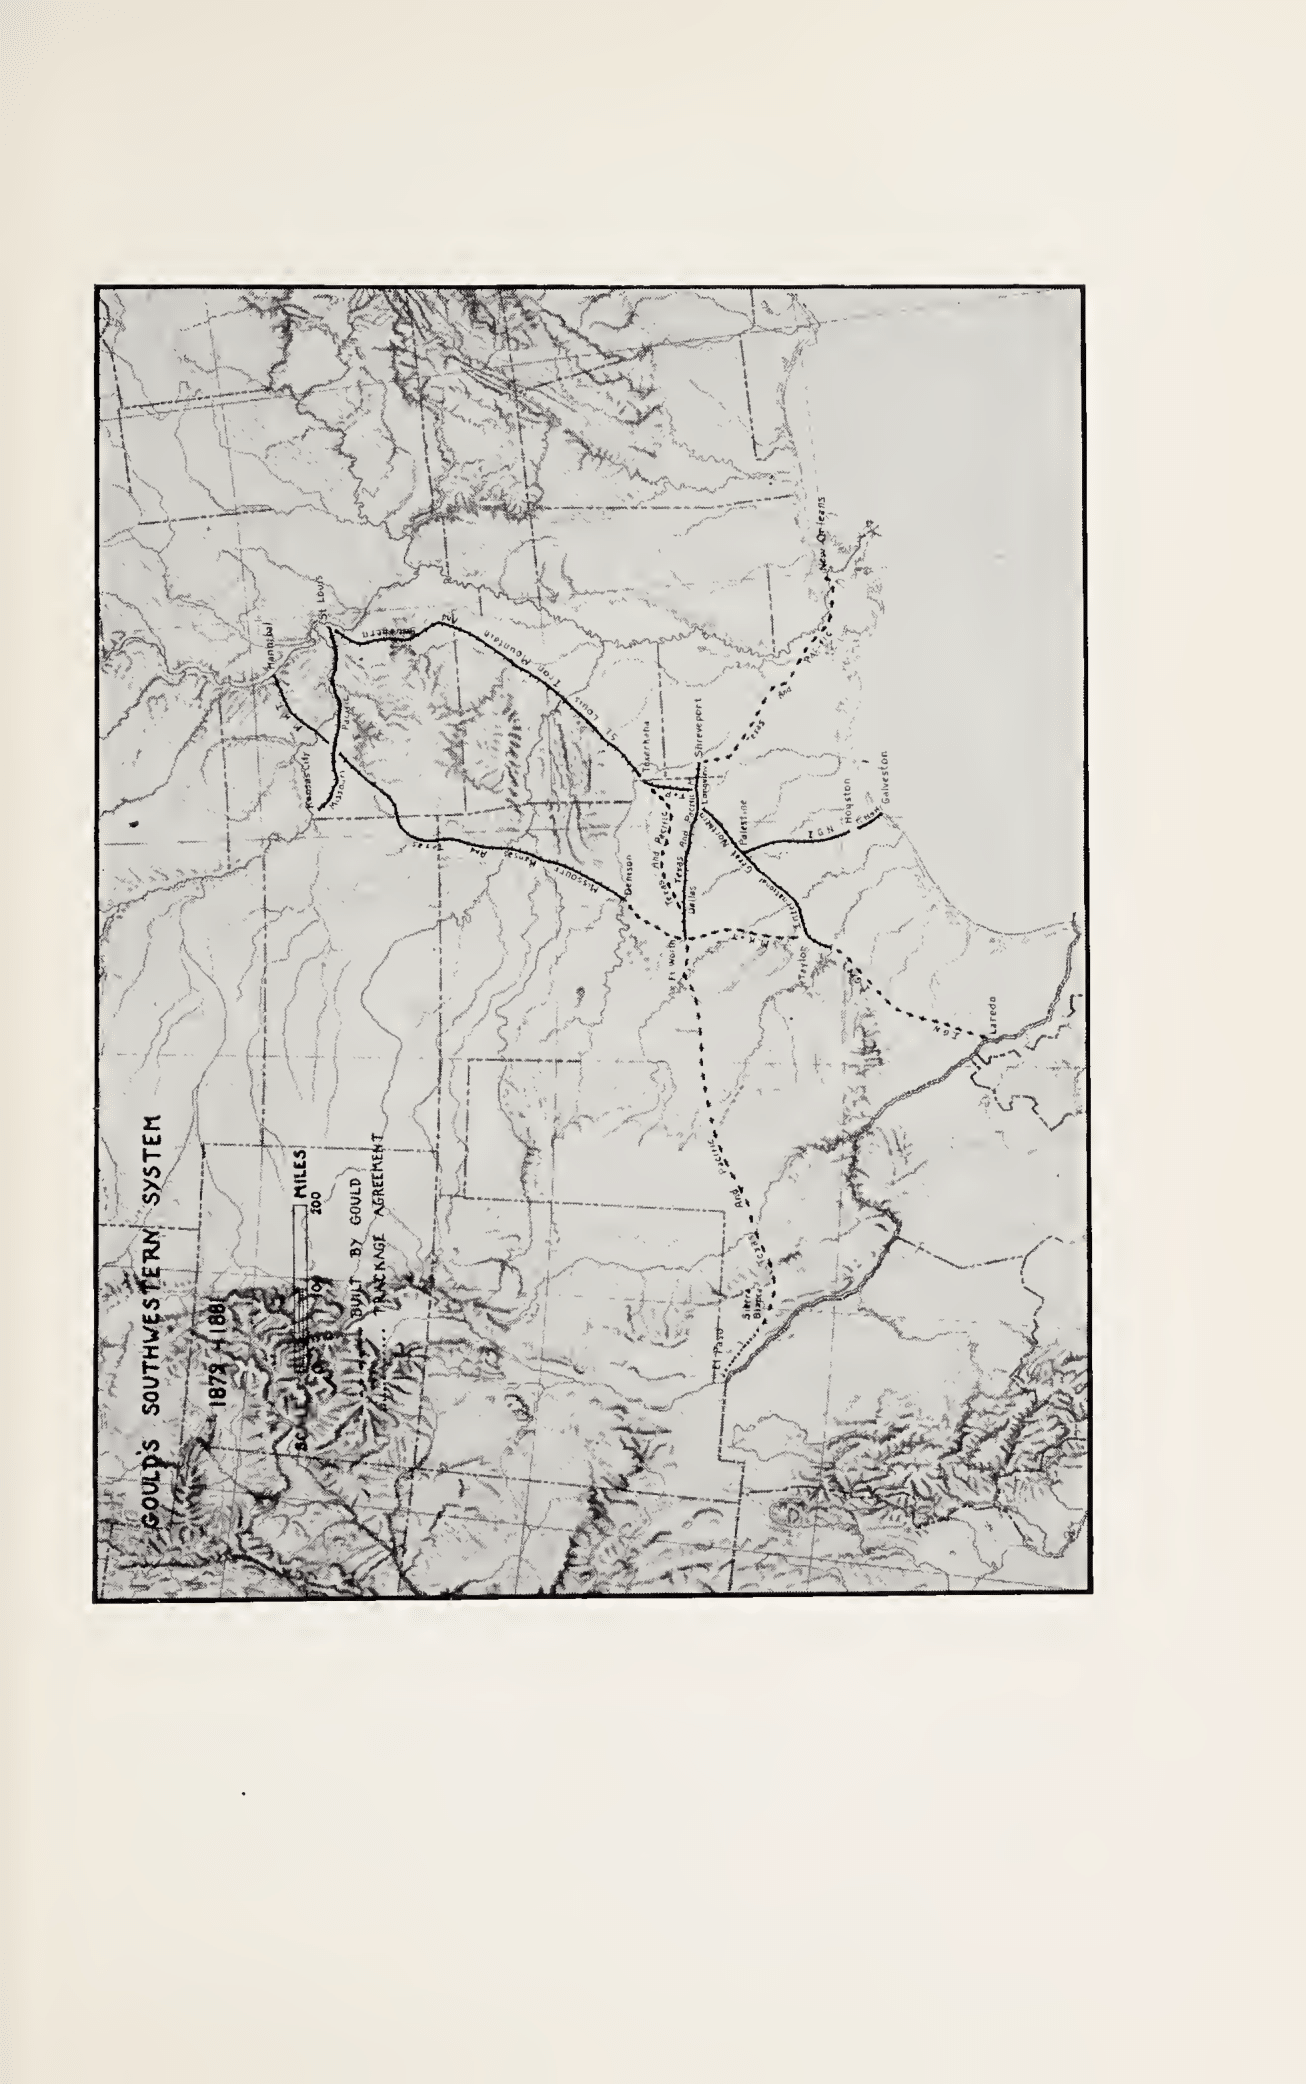 GOULD'S SOUTHWESTERN SYSTEM
1879 - 1881
SCALE
MILES
100
200
BUILT BY GOULD
TRACKAGE AGREEMENT
Hannibal
St Louis
M.K.T.
Kansas City
Missouri
Pacific
St. Louis Iron Mountain And Southern
Missouri Kansas And Texas
Denison
Texarkana
Texas And Pacific
Texas And Pacific
Shreveport
Longview
Dallas
Ft Worth
International Great Northern
Palestine
I G N
Houston
Galveston
Texas And Pacific
New Orleans
Taylor
I G N
Laredo
Texas And Pacific
Sierra Blanca
El Paso